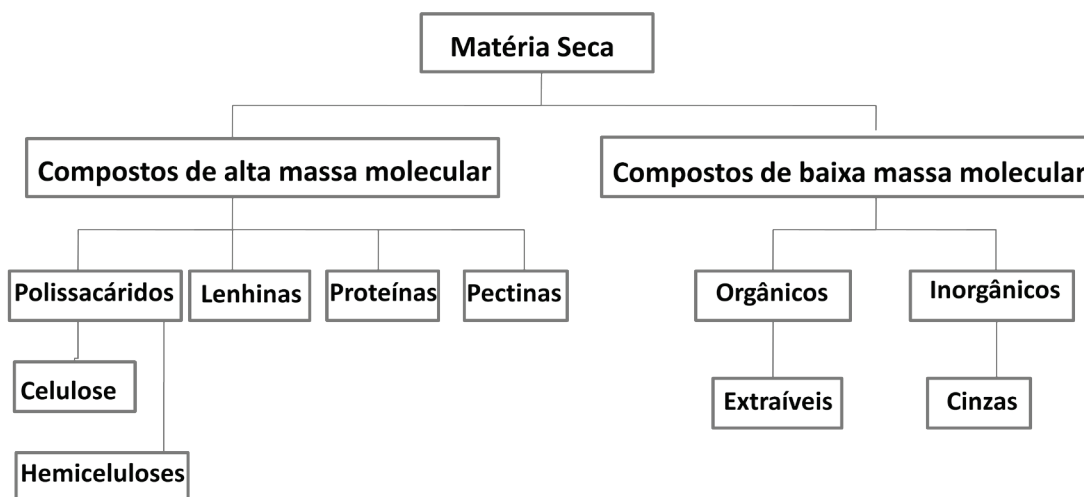 Matéria Seca
Compostos de alta massa molecular
Compostos de baixa massa molecular
Polissacáridos
Lenhinas
Proteínas
Pectinas
Orgânicos
Inorgânicos
Celulose
Extraíveis
Cinzas
Hemiceluloses